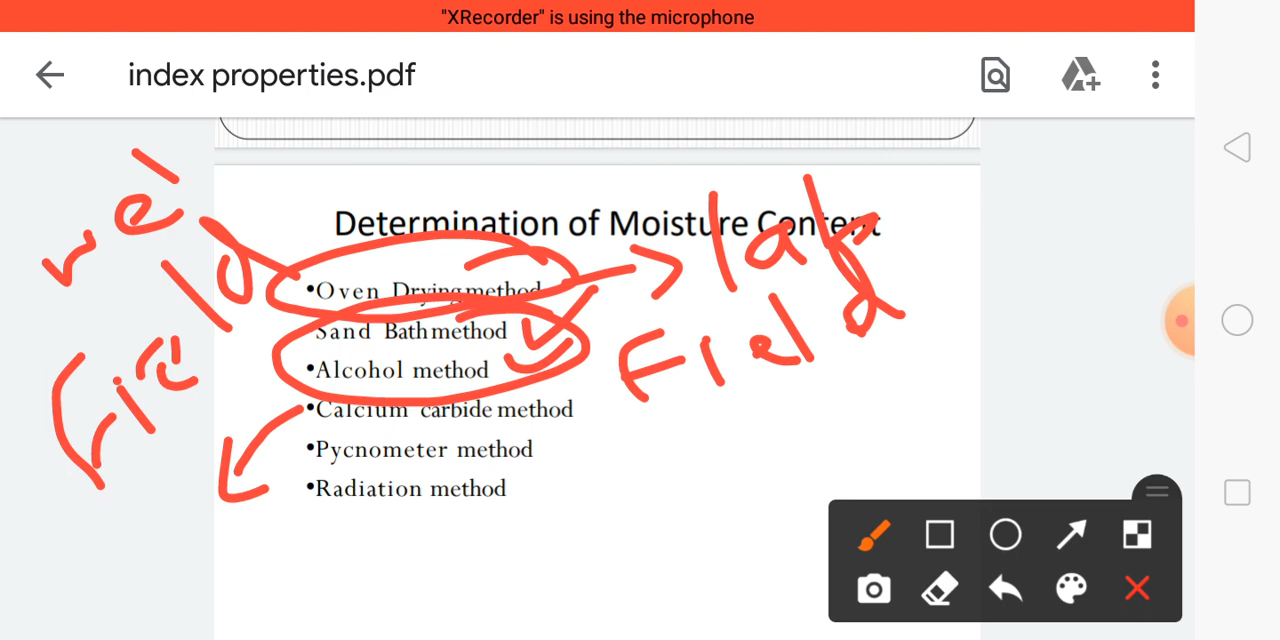 "XRecorder" is using the microphone
index properties.pdf
Determination of Moisture Content
•Oven Drying method
Sand Bath method
•Alcohol method
•Calcium carbide method
•Pycnometer method
•Radiation method
lab
Field
Field